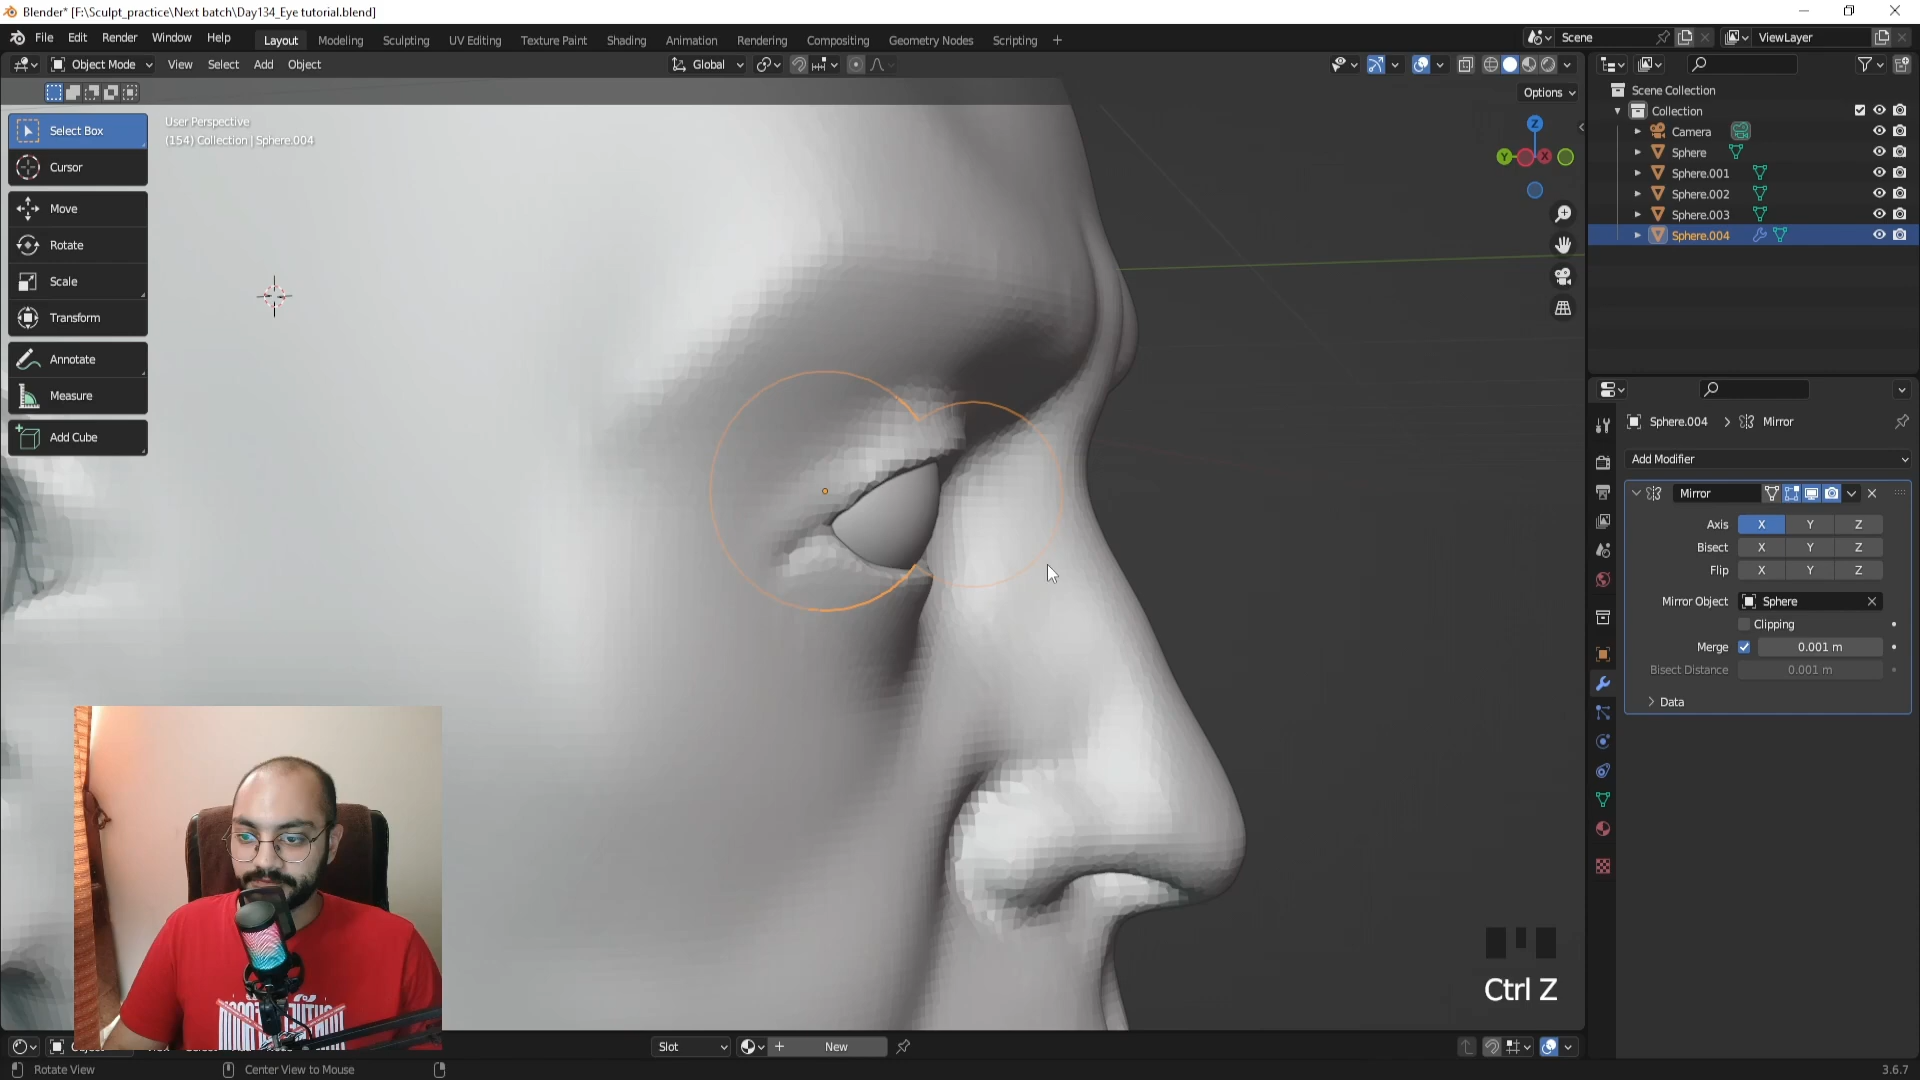 Blender* [F:\Sculpt_practice\Next batch\Day134_Eye tutorial.blend]
File Edit Render Window Help Layout Modeling Sculpting UV Editing Texture Paint Shading Animation Rendering Compositing Geometry Nodes Scripting + Scene ViewLayer
Object Mode View Select Add Object Global
Options
User Perspective
(154) Collection | Sphere.004
Select Box
Cursor
Move
Rotate
Scale
Transform
Annotate
Measure
Add Cube
Z
Y X
Scene Collection
Collection
Camera
Sphere
Sphere.001
Sphere.002
Sphere.003
Sphere.004
Sphere.004 > Mirror
Add Modifier
Mirror
Axis X Y Z
Bisect X Y Z
Flip X Y Z
Mirror Object Sphere
Clipping
Merge 0.001 m
Bisect Distance 0.001 m
Data
Ctrl Z
Slot New
Rotate View Center View to Mouse 3.6.7